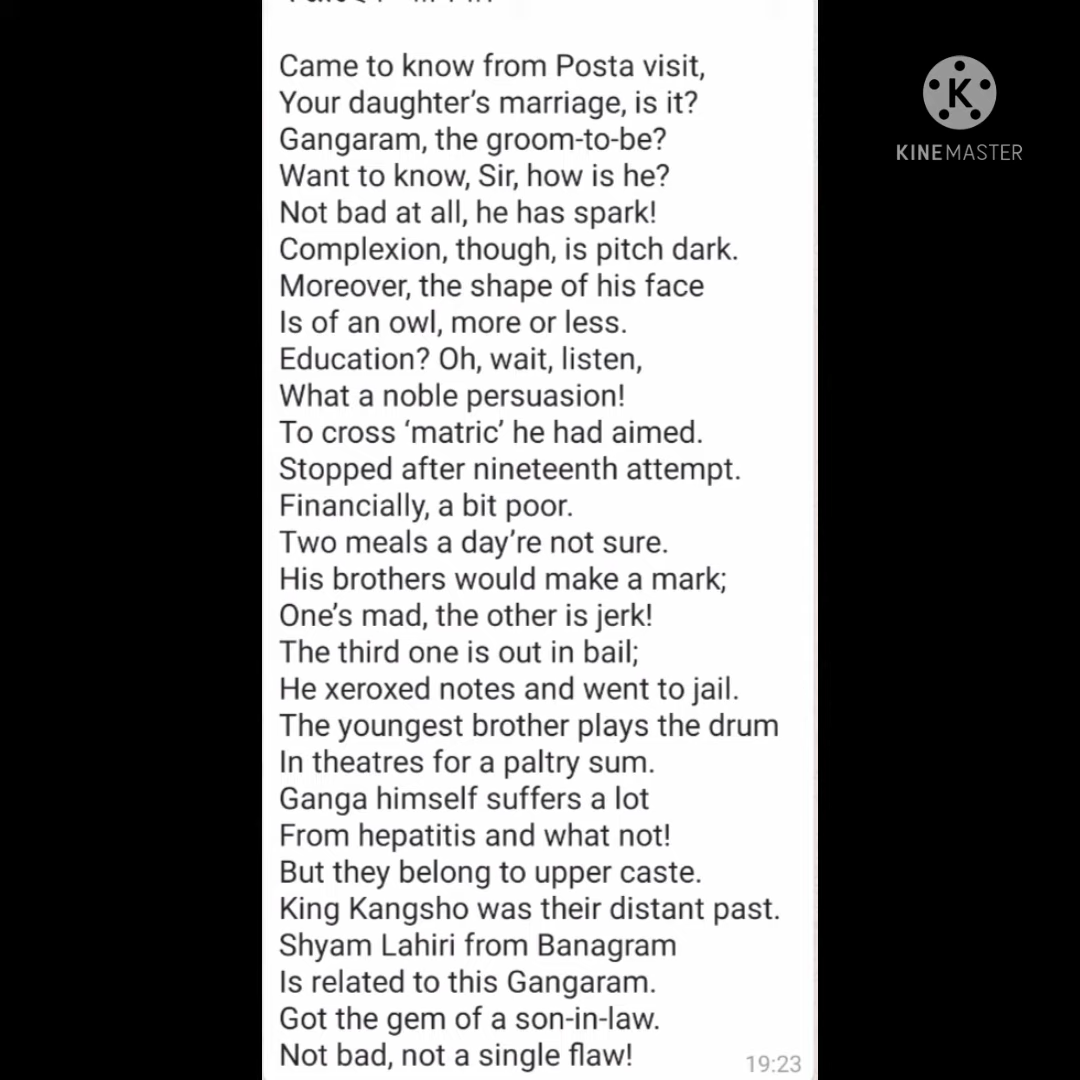 Came to know from Posta visit,
Your daughter's marriage, is it?
Gangaram, the groom-to-be?
Want to know, Sir, how is he?
Not bad at all, he has spark!
Complexion, though, is pitch dark.
Moreover, the shape of his face
Is of an owl, more or less.
Education? Oh, wait, listen,
What a noble persuasion!
To cross ‘matric’ he had aimed.
Stopped after nineteenth attempt.
Financially, a bit poor.
Two meals a day’re not sure.
His brothers would make a mark;
One’s mad, the other is jerk!
The third one is out in bail;
He xeroxed notes and went to jail.
The youngest brother plays the drum
In theatres for a paltry sum.
Ganga himself suffers a lot
From hepatitis and what not!
But they belong to upper caste.
King Kangsho was their distant past.
Shyam Lahiri from Banagram
Is related to this Gangaram.
Got the gem of a son-in-law.
Not bad, not a single flaw!
19:23
K
KINEMASTER